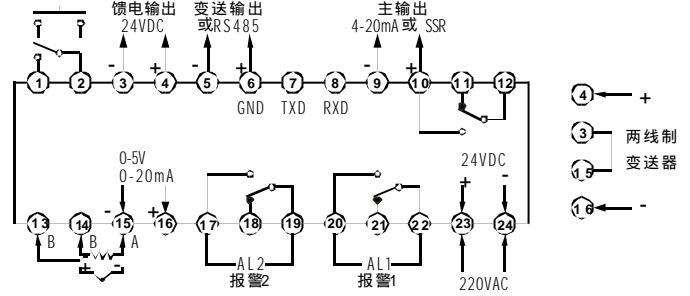 馈电输出 变送输出 主输出
24VDC 或RS485 4-20mA或 SSR
- + - + - +
1 2 3 4 5 6 7 8 9 10 11 12
GND TXD RXD
4 +
3 两线制
15 变送器
16 -
0-5V 24VDC
0-20mA + -
- +
13 14 15 16 17 18 19 20 21 22 23 24
B B A
+ -
AL2 AL1
报警2 报警1
220VAC